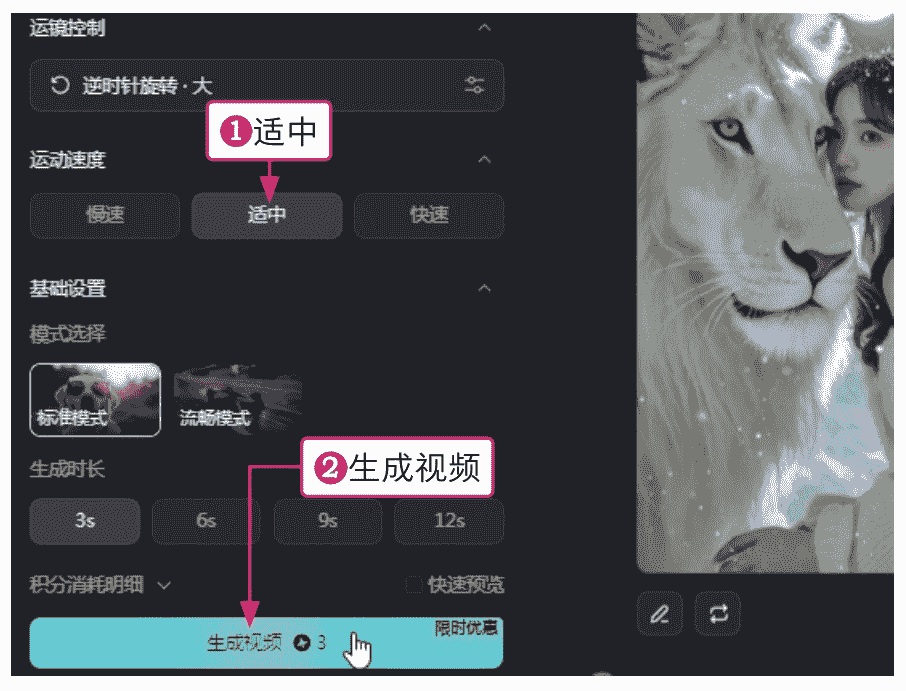 运镜控制
逆时针旋转·大
❶适中
运动速度
慢速
适中
快速
基础设置
模式选择
标准模式
流畅模式
❷生成视频
生成时长
3s
6s
9s
12s
积分消耗明细
快速预览
限时优惠
生成视频 3